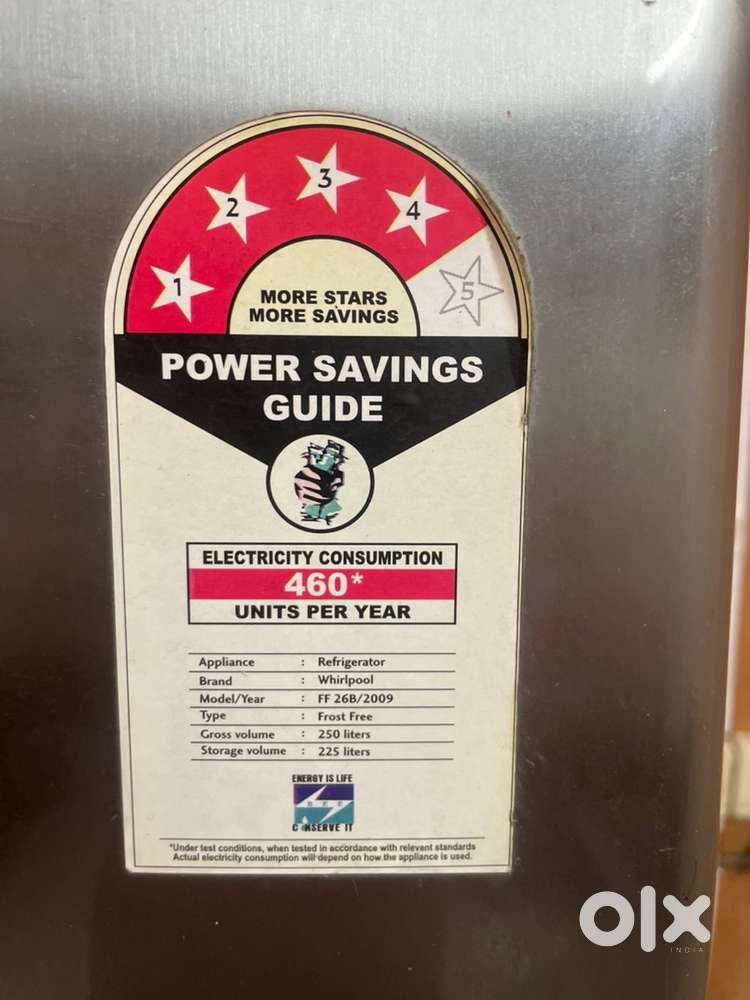 1 2 3 4 5
MORE STARS
MORE SAVINGS
POWER SAVINGS
GUIDE
ELECTRICITY CONSUMPTION
460*
UNITS PER YEAR
Appliance : Refrigerator
Brand : Whirlpool
Model/Year : FF 26B/2009
Type : Frost Free
Gross volume : 250 liters
Storage volume : 225 liters
ENERGY IS LIFE
BEE
CONSERVE IT
*Under test conditions, when tested in accordance with relevent standards
Actual electricity consumption will depend on how the appliance is used.
olx
INDIA